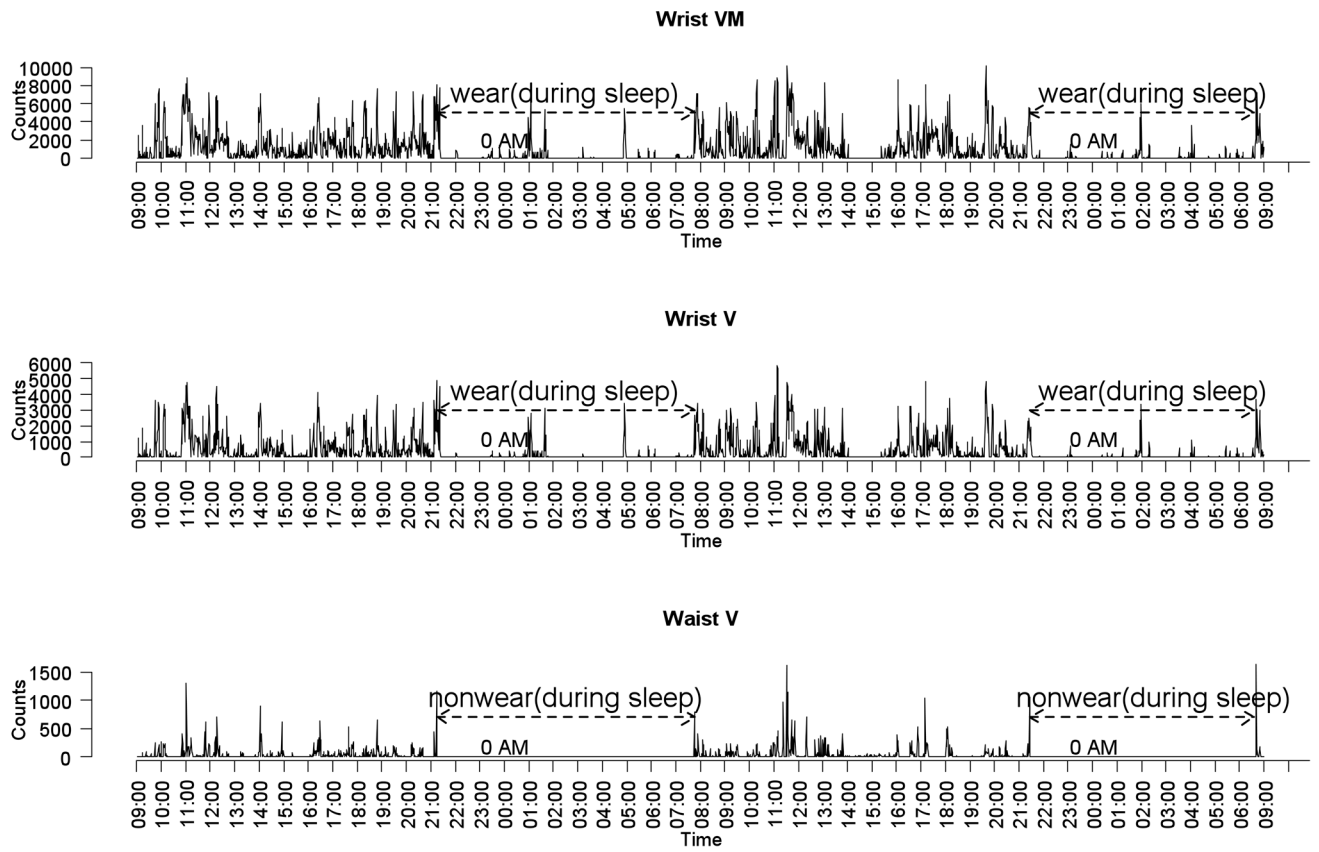 Wrist VM
Counts
10000
8000
6000
4000
2000
0
wear(during sleep)
wear(during sleep)
0 AM
0 AM
09:00 10:00 11:00 12:00 13:00 14:00 15:00 16:00 17:00 18:00 19:00 20:00 21:00 22:00 23:00 00:00 01:00 02:00 03:00 04:00 05:00 06:00 07:00 08:00 09:00 10:00 11:00 12:00 13:00 14:00 15:00 16:00 17:00 18:00 19:00 20:00 21:00 22:00 23:00 00:00 01:00 02:00 03:00 04:00 05:00 06:00 09:00
Time
Wrist V
Counts
6000
5000
4000
3000
2000
1000
0
wear(during sleep)
wear(during sleep)
0 AM
0 AM
09:00 10:00 11:00 12:00 13:00 14:00 15:00 16:00 17:00 18:00 19:00 20:00 21:00 22:00 23:00 00:00 01:00 02:00 03:00 04:00 05:00 06:00 07:00 08:00 09:00 10:00 11:00 12:00 13:00 14:00 15:00 16:00 17:00 18:00 19:00 20:00 21:00 22:00 23:00 00:00 01:00 02:00 03:00 04:00 05:00 06:00 09:00
Time
Waist V
Counts
1500
1000
500
0
nonwear(during sleep)
nonwear(during sleep)
0 AM
0 AM
09:00 10:00 11:00 12:00 13:00 14:00 15:00 16:00 17:00 18:00 19:00 20:00 21:00 22:00 23:00 00:00 01:00 02:00 03:00 04:00 05:00 06:00 07:00 08:00 09:00 10:00 11:00 12:00 13:00 14:00 15:00 16:00 17:00 18:00 19:00 20:00 21:00 22:00 23:00 00:00 01:00 02:00 03:00 04:00 05:00 06:00 09:00
Time